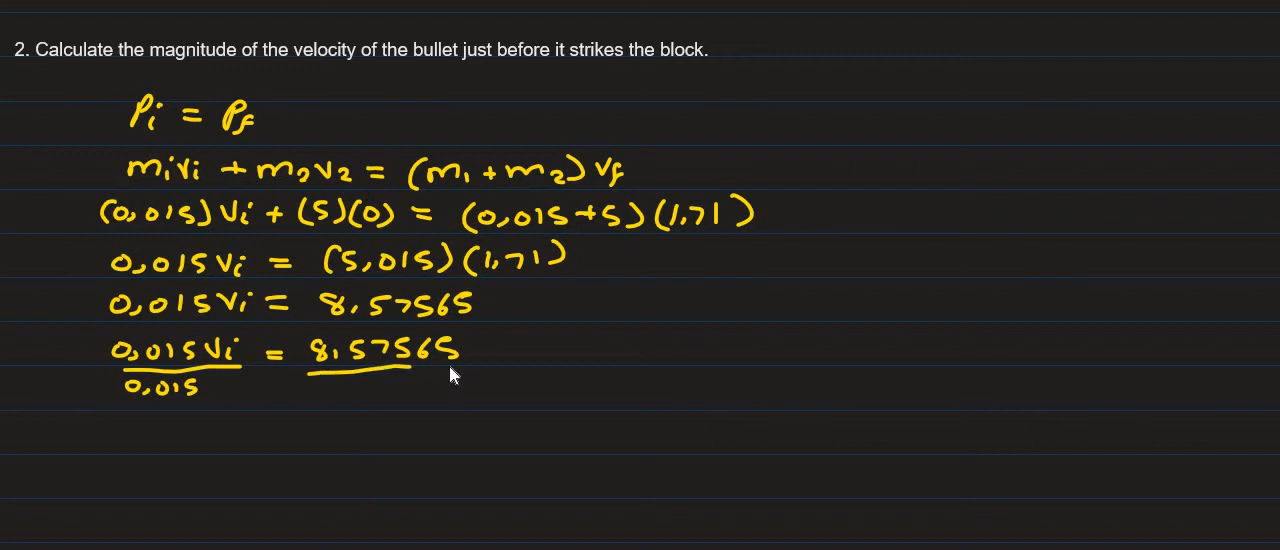 2. Calculate the magnitude of the velocity of the bullet just before it strikes the block.
Pi = Pf
m1vi + m2v2 = (m1 + m2) vf
(0,015) vi + (5)(0) = (0,015 + 5)(1,71)
0,015 vi = (5,015)(1,71)
0,015 vi = 8,57565
0,015 vi = 8,57565
0,015